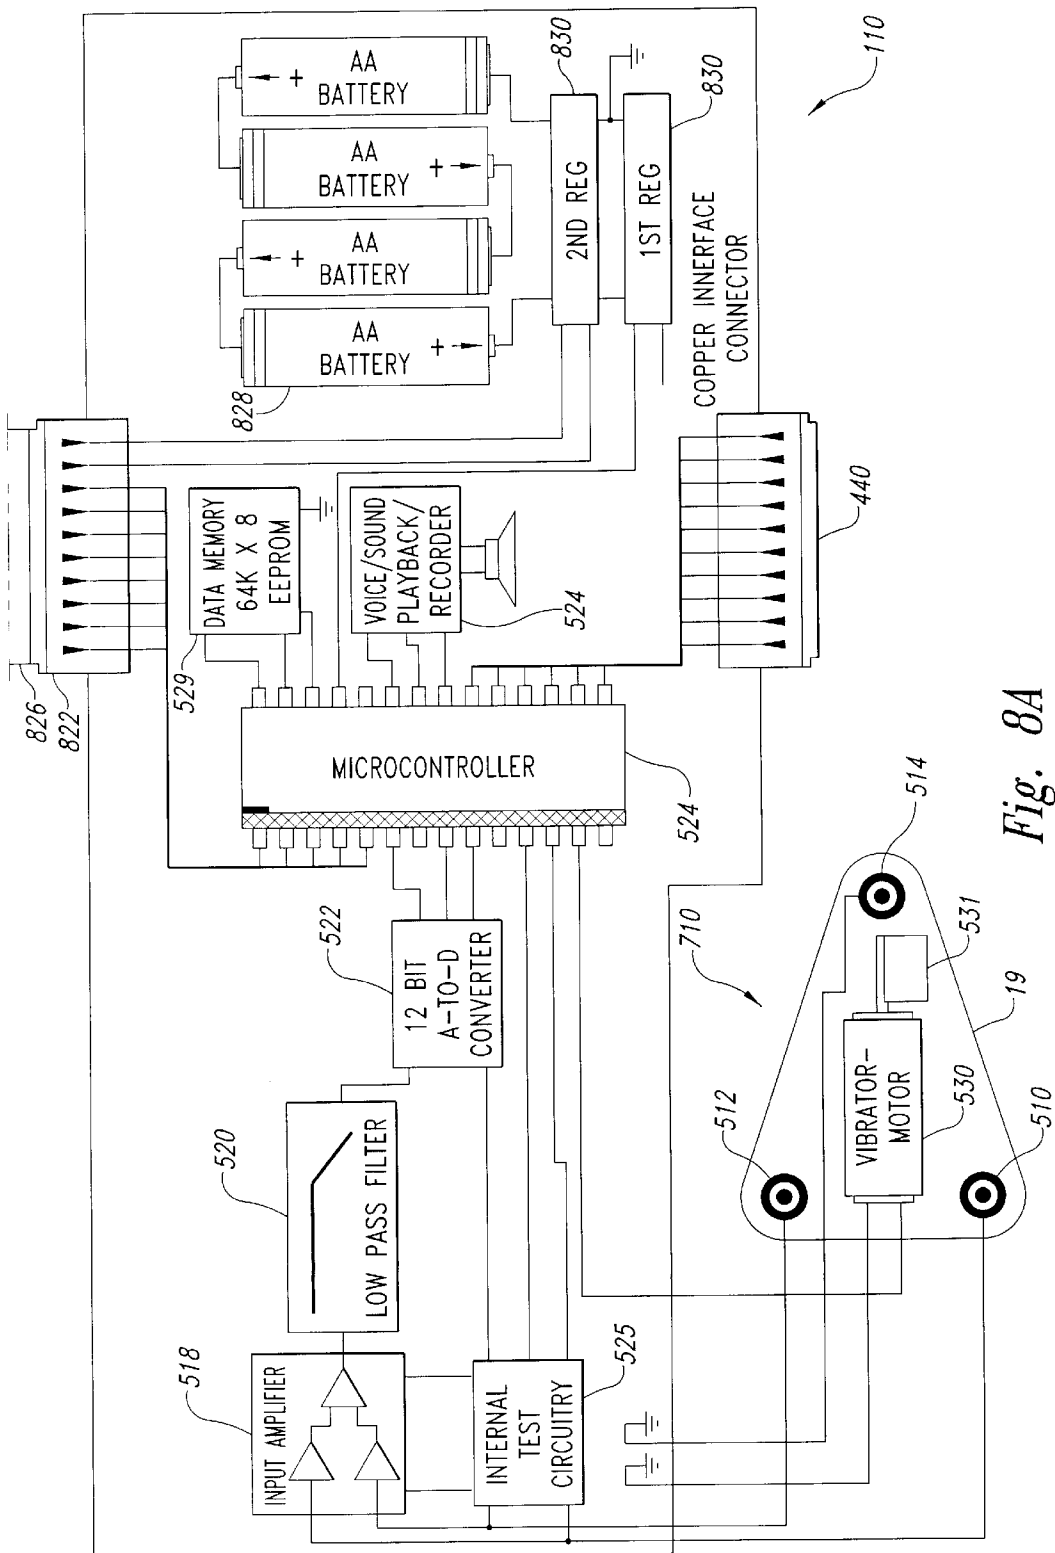 110
AA
BATTERY
AA
BATTERY
AA
BATTERY
AA
BATTERY
828
2ND REG
830
1ST REG
830
COPPER INNERFACE
CONNECTOR
826
822
DATA MEMORY
64K X 8
EEPROM
529
VOICE/SOUND
PLAYBACK/
RECORDER
524
440
MICROCONTROLLER
524
12 BIT
A-TO-D
CONVERTER
522
LOW PASS FILTER
520
INPUT AMPLIFIER
518
INTERNAL
TEST
CIRCUITRY
525
710
512
514
531
19
VIBRATOR-
MOTOR
530
510
Fig. 8A